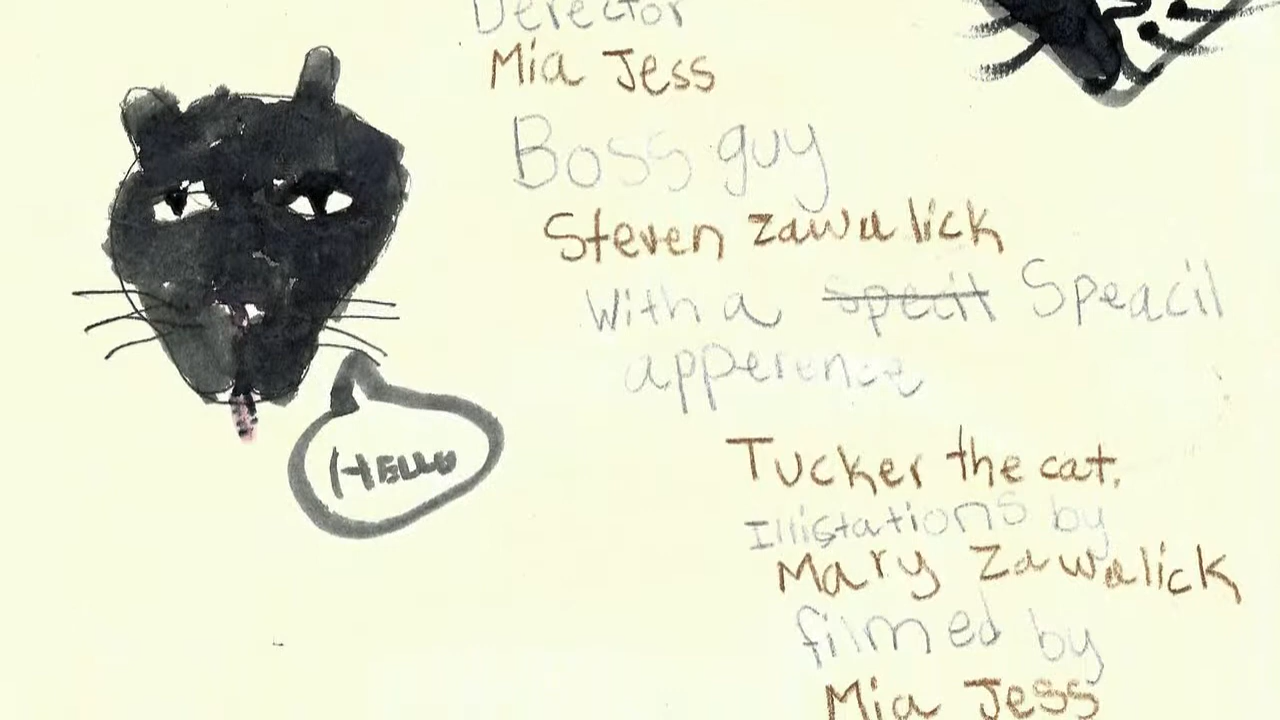 Derector
Mia Jess
Boss guy
Steven Zawalick
With a specil Speacil
apperence
Tucker the cat.
Illistations by
Mary Zawalick
filmed by
Mia Jess
HELLO